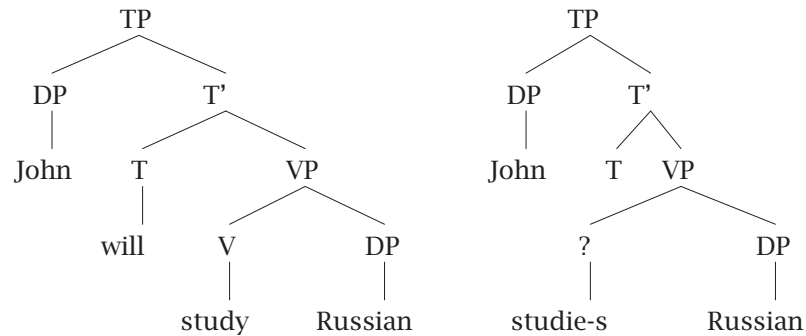 TP TP
DP T’ DP T’
John T VP John T VP
will V DP ? DP
study Russian studie-s Russian